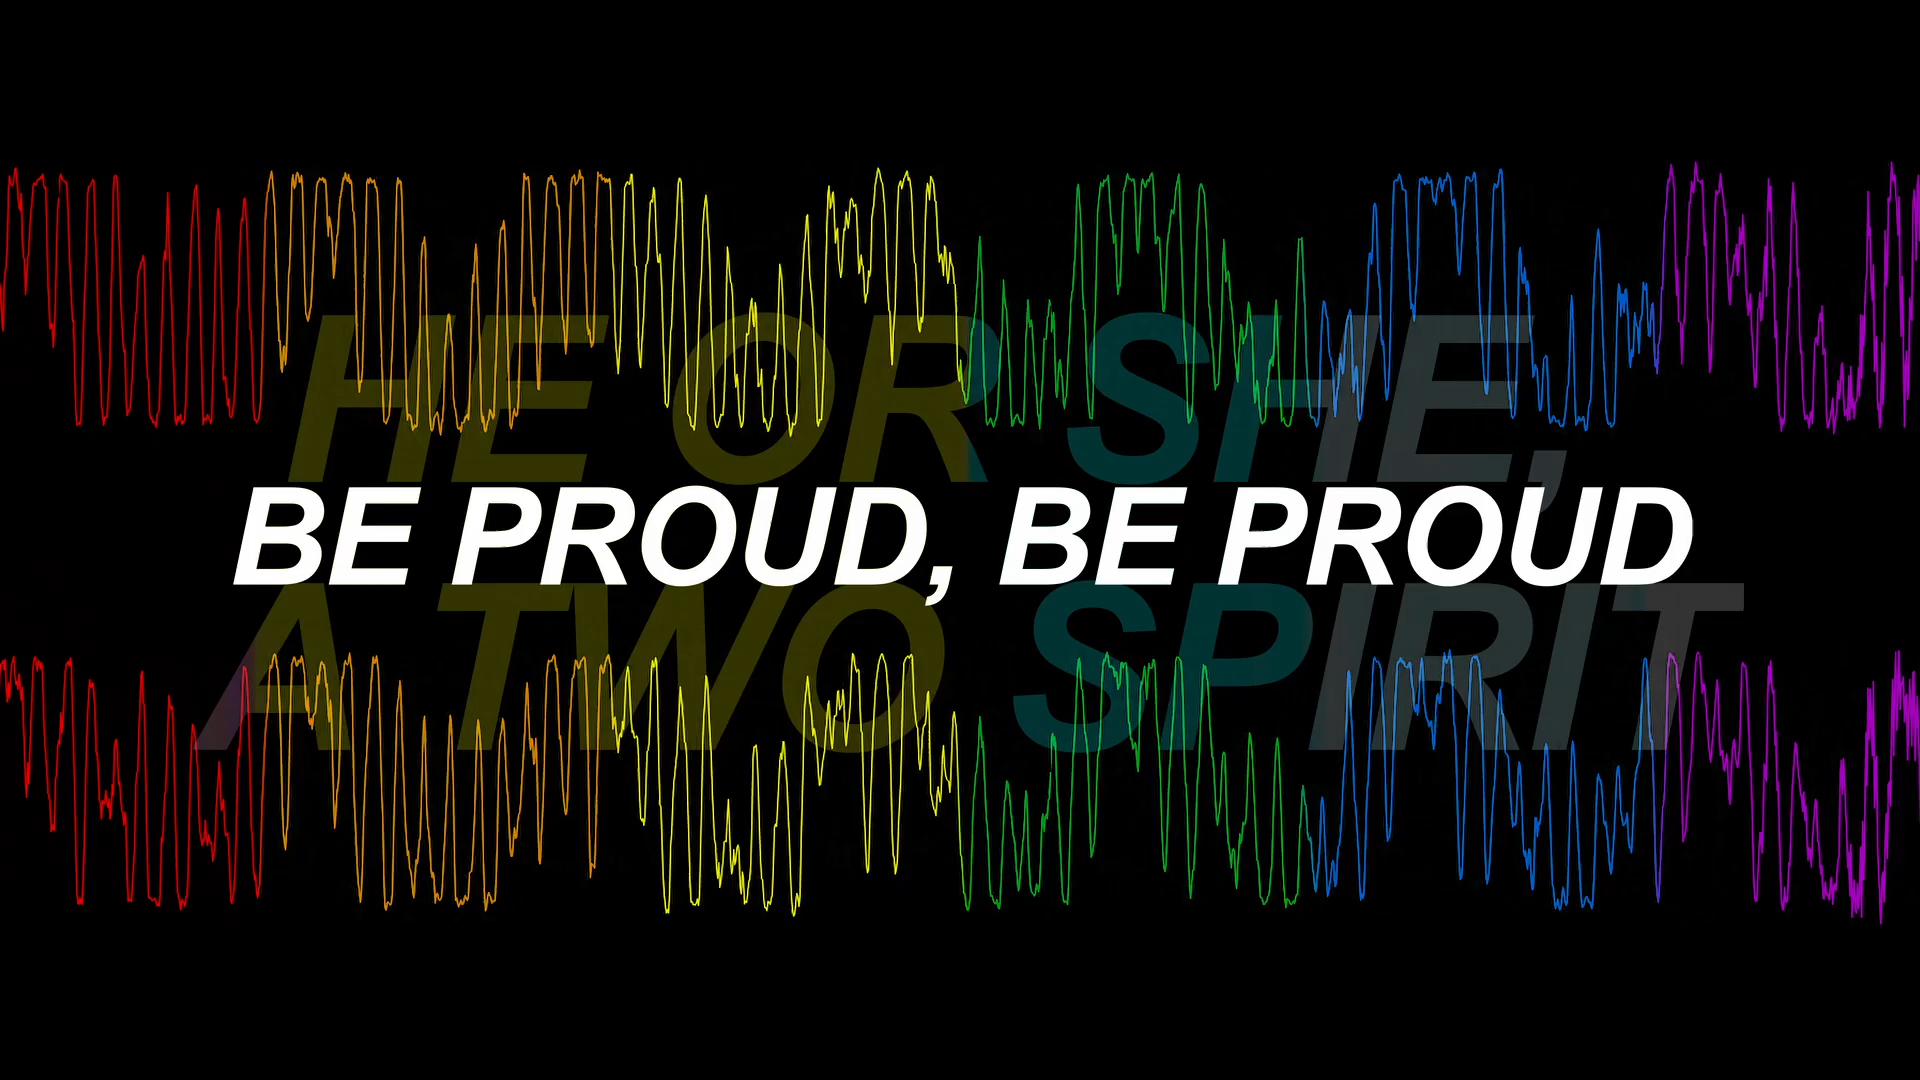 HE OR SHE,
BE PROUD, BE PROUD
A TWO SPIRIT